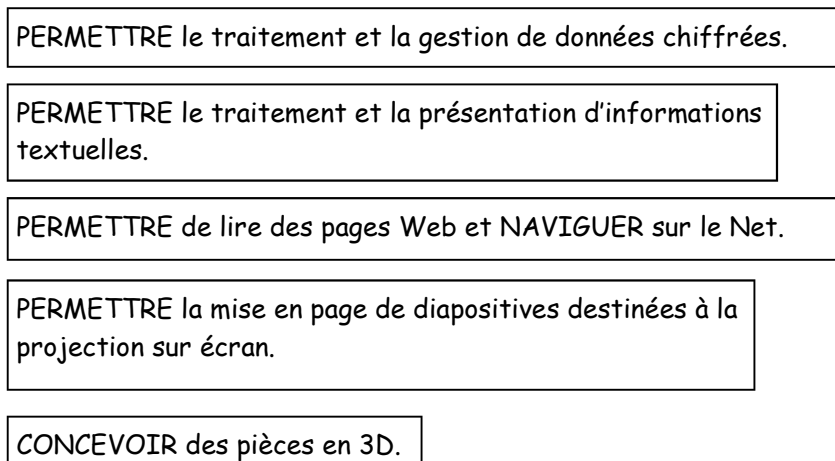 PERMETTRE le traitement et la gestion de données chiffrées.
PERMETTRE le traitement et la présentation d’informations
textuelles.
PERMETTRE de lire des pages Web et NAVIGUER sur le Net.
PERMETTRE la mise en page de diapositives destinées à la
projection sur écran.
CONCEVOIR des pièces en 3D.